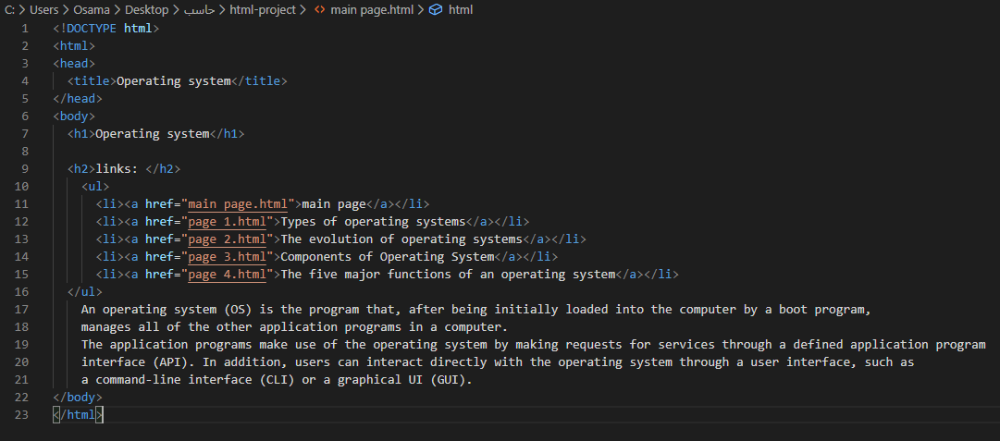 C: > Users > Osama > Desktop > حاسب > html-project > <> main page.html > html
1 <!DOCTYPE html>
2 <html>
3 <head>
4 <title>Operating system</title>
5 </head>
6 <body>
7 <h1>Operating system</h1>
8
9 <h2>links: </h2>
10 <ul>
11 <li><a href="main page.html">main page</a></li>
12 <li><a href="page 1.html">Types of operating systems</a></li>
13 <li><a href="page 2.html">The evolution of operating systems</a></li>
14 <li><a href="page 3.html">Components of Operating System</a></li>
15 <li><a href="page 4.html">The five major functions of an operating system</a></li>
16 </ul>
17 An operating system (OS) is the program that, after being initially loaded into the computer by a boot program,
18 manages all of the other application programs in a computer.
19 The application programs make use of the operating system by making requests for services through a defined application program
20 interface (API). In addition, users can interact directly with the operating system through a user interface, such as
21 a command-line interface (CLI) or a graphical UI (GUI).
22 </body>
23 </html>